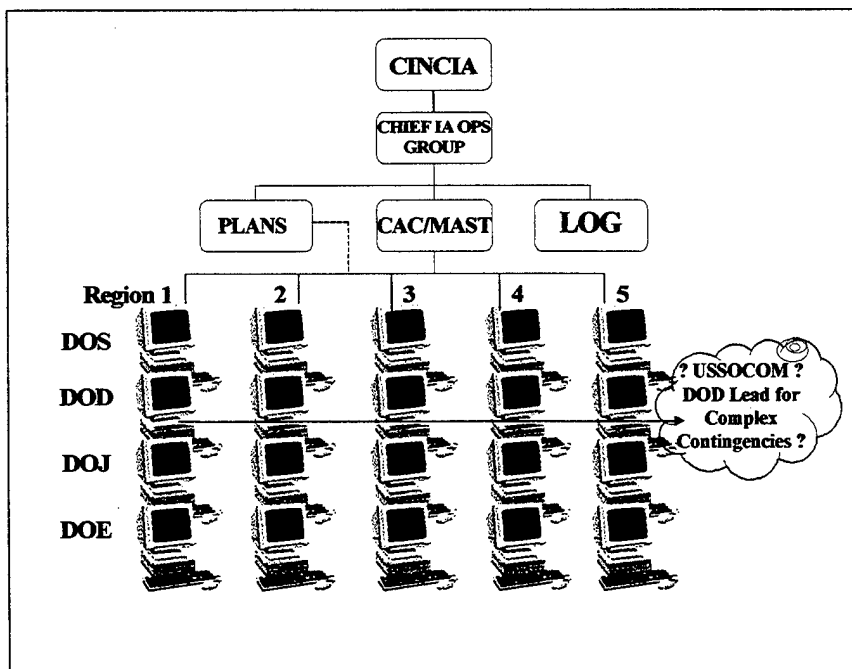 CINCIA
CHIEF IA OPS
GROUP
PLANS
CAC/MAST
LOG
Region 1 2 3 4 5
DOS
DOD
? USSOCOM ?
DOD Lead for
Complex
Contingencies ?
DOJ
DOE